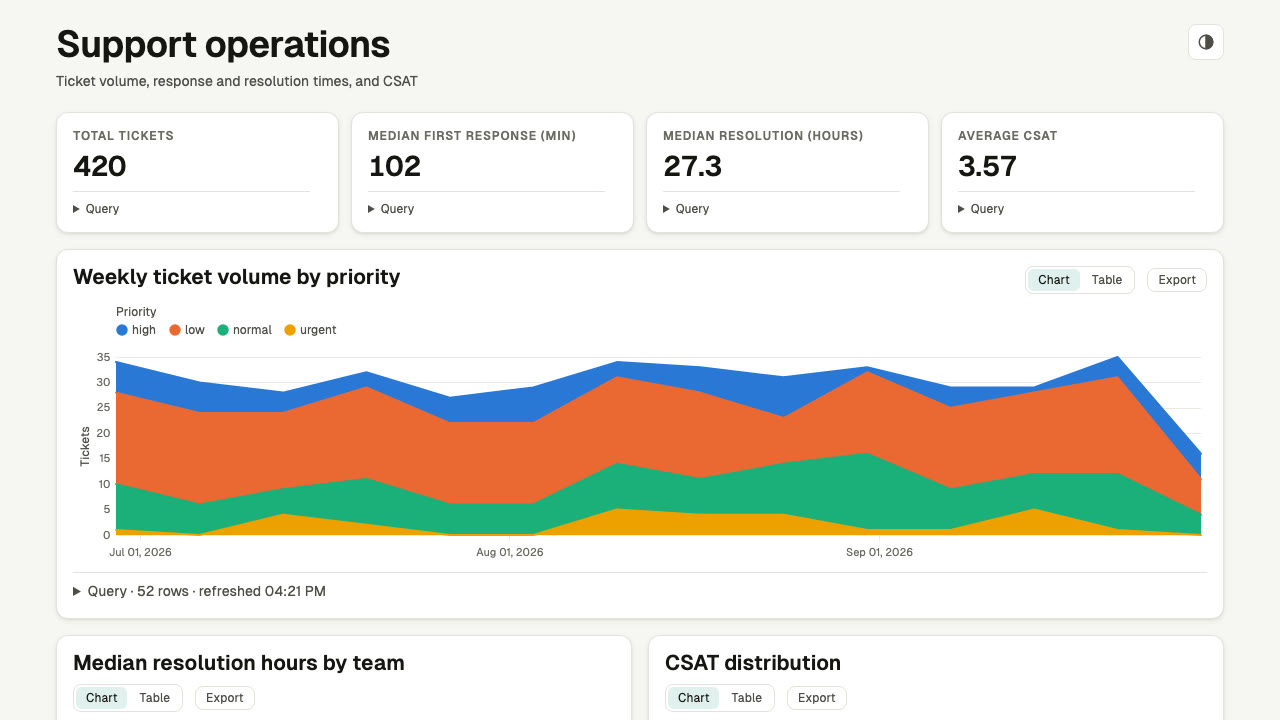 Support operations
Ticket volume, response and resolution times, and CSAT
TOTAL TICKETS
420
Query
MEDIAN FIRST RESPONSE (MIN)
102
Query
MEDIAN RESOLUTION (HOURS)
27.3
Query
AVERAGE CSAT
3.57
Query
Weekly ticket volume by priority
Chart Table Export
Priority
high low normal urgent
Tickets
35
30
25
20
15
10
5
0
Jul 01, 2026 Aug 01, 2026 Sep 01, 2026
Query · 52 rows · refreshed 04:21 PM
Median resolution hours by team
Chart Table Export
CSAT distribution
Chart Table Export